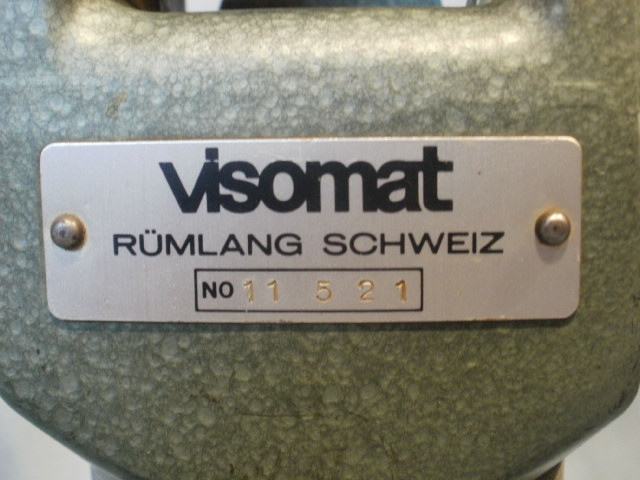 visomat
RÜMLANG SCHWEIZ
NO 11 5 2 1